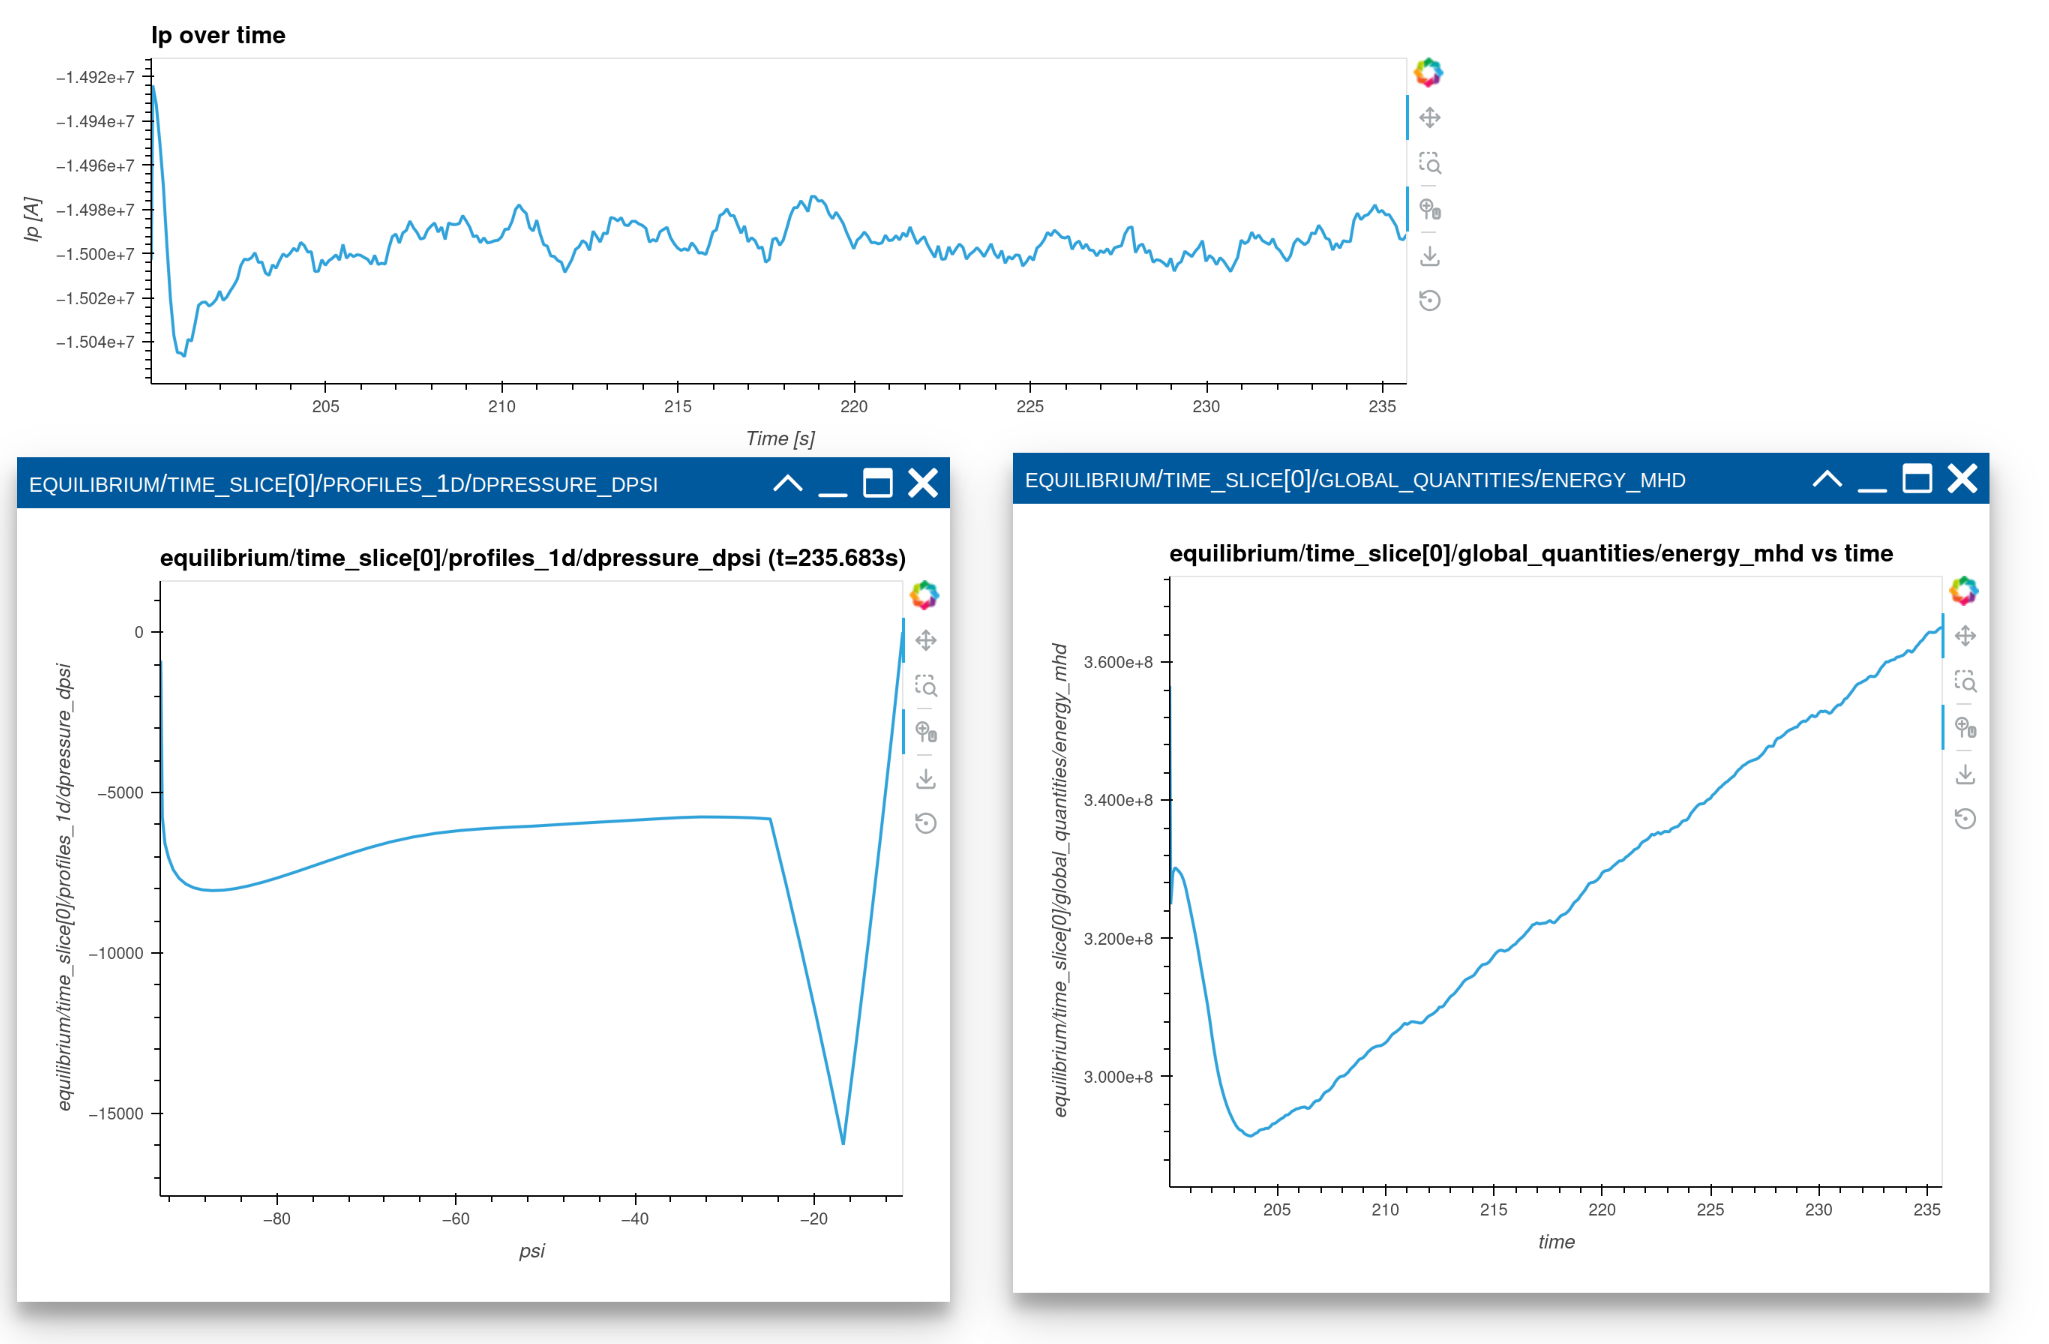 Ip over time
−1.492e+7
−1.494e+7
−1.496e+7
−1.498e+7
−1.500e+7
−1.502e+7
−1.504e+7
Ip [A]
205 210 215 220 225 230 235
Time [s]
EQUILIBRIUM/TIME_SLICE[0]/PROFILES_1D/DPRESSURE_DPSI
equilibrium/time_slice[0]/profiles_1d/dpressure_dpsi (t=235.683s)
0
−5000
−10000
−15000
equilibrium/time_slice[0]/profiles_1d/dpressure_dpsi
−80 −60 −40 −20
psi
EQUILIBRIUM/TIME_SLICE[0]/GLOBAL_QUANTITIES/ENERGY_MHD
equilibrium/time_slice[0]/global_quantities/energy_mhd vs time
3.600e+8
3.400e+8
3.200e+8
3.000e+8
equilibrium/time_slice[0]/global_quantities/energy_mhd
205 210 215 220 225 230 235
time